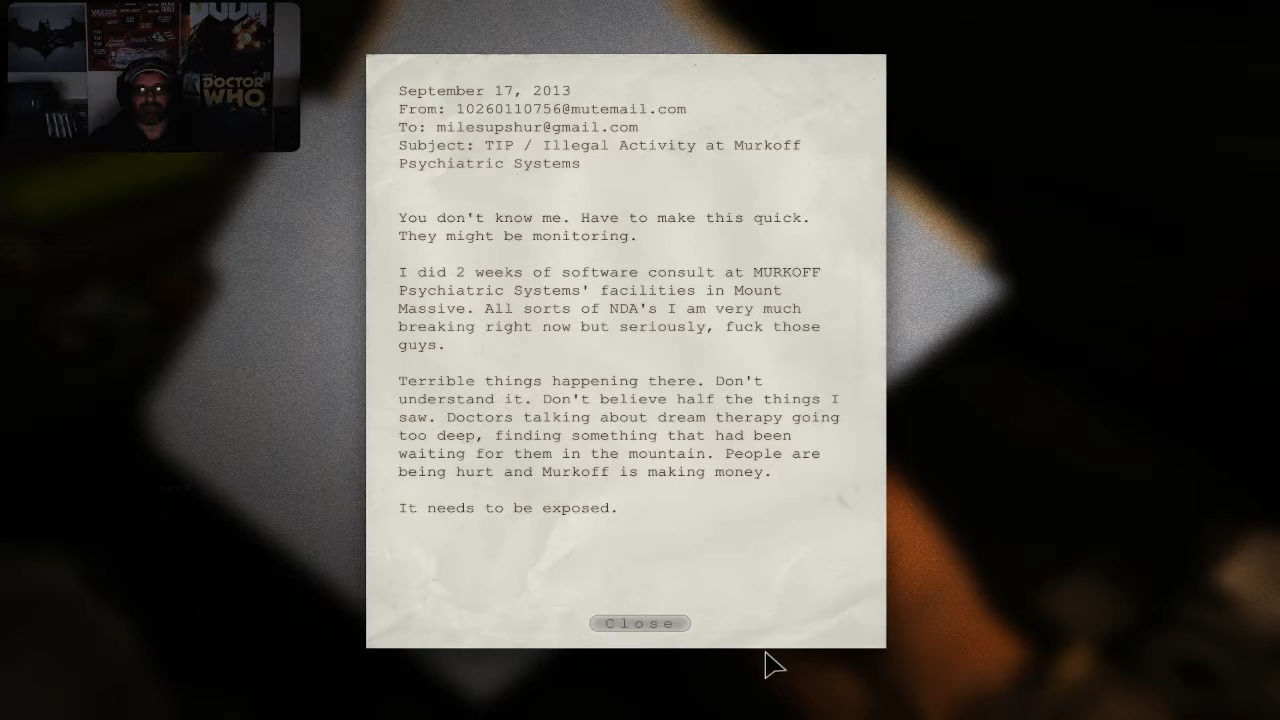 DOOM
DOCTOR
WHO
September 17, 2013
From: 10260110756@mutemail.com
To: milesupshur@gmail.com
Subject: TIP / Illegal Activity at Murkoff
Psychiatric Systems
You don't know me. Have to make this quick.
They might be monitoring.
I did 2 weeks of software consult at MURKOFF
Psychiatric Systems' facilities in Mount
Massive. All sorts of NDA's I am very much
breaking right now but seriously, fuck those
guys.
Terrible things happening there. Don't
understand it. Don't believe half the things I
saw. Doctors talking about dream therapy going
too deep, finding something that had been
waiting for them in the mountain. People are
being hurt and Murkoff is making money.
It needs to be exposed.
Close